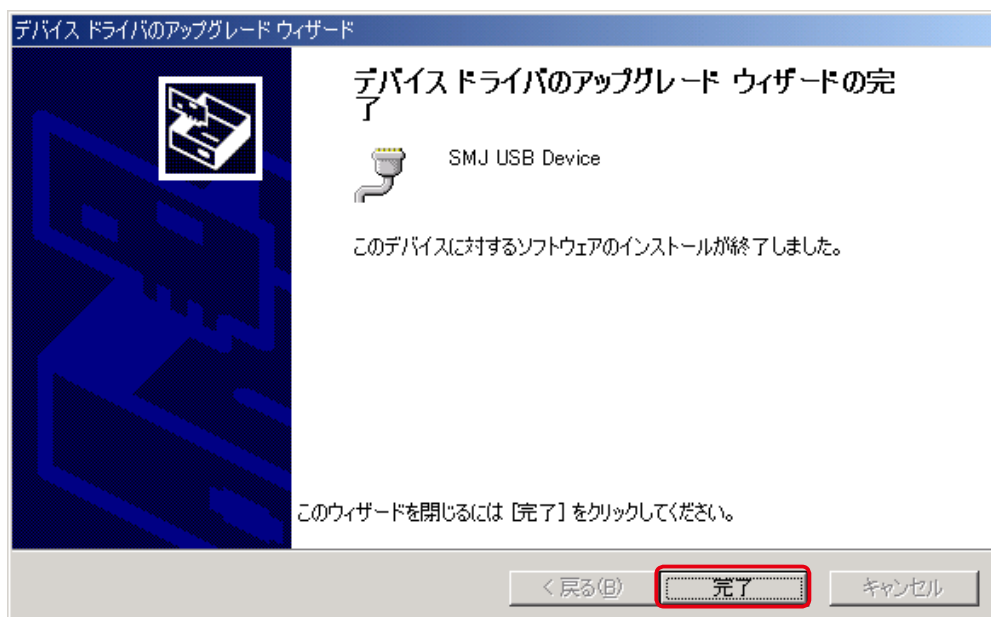 デバイス ドライバのアップグレード ウィザード
デバイス ドライバのアップグレード ウィザードの完
了
SMJ USB Device
このデバイスに対するソフトウェアのインストールが終了しました。
このウィザードを閉じるには [完了] をクリックしてください。
< 戻る(B) 完了 キャンセル